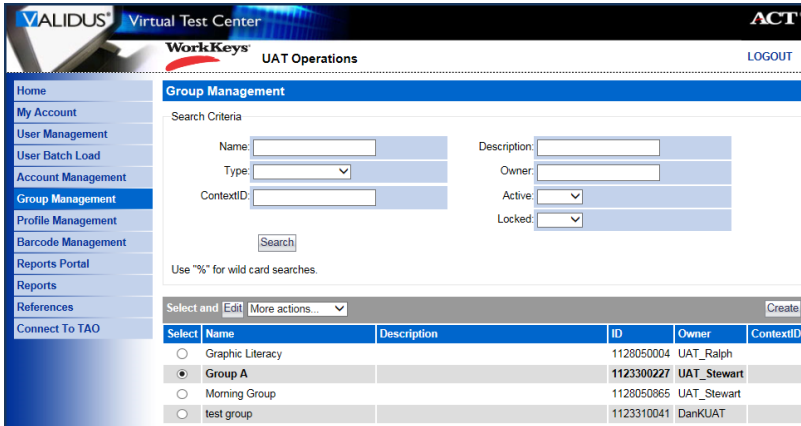 VALIDUS® Virtual Test Center ACT
WorkKeys® UAT Operations LOGOUT
Home
My Account
User Management
User Batch Load
Account Management
Group Management
Profile Management
Barcode Management
Reports Portal
Reports
References
Connect To TAO
Group Management
Search Criteria
Name: Description:
Type: Owner:
ContextID: Active:
Locked:
Search
Use "%" for wild card searches.
Select and Edit More actions... Create
Select Name Description ID Owner ContextID
Graphic Literacy 1128050004 UAT_Ralph
Group A 1123300227 UAT_Stewart
Morning Group 1128050865 UAT_Stewart
test group 1123310041 DanKUAT